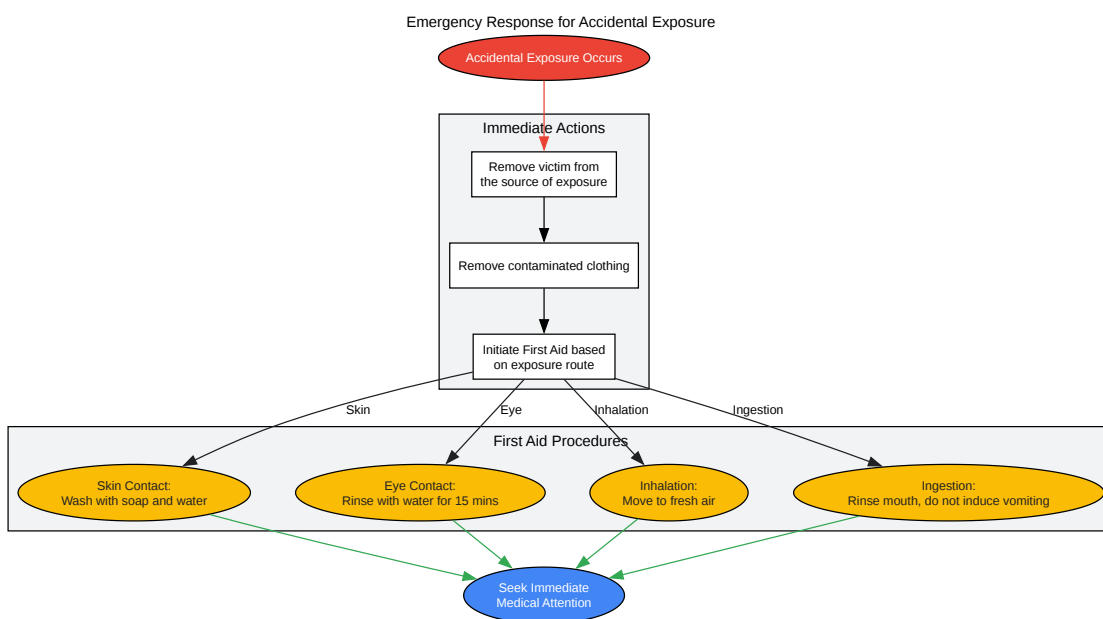 Emergency Response for Accidental Exposure
Accidental Exposure Occurs
Immediate Actions
Remove victim from
the source of exposure
Remove contaminated clothing
Initiate First Aid based
on exposure route
Skin
Eye
Inhalation
Ingestion
First Aid Procedures
Skin Contact:
Wash with soap and water
Eye Contact:
Rinse with water for 15 mins
Inhalation:
Move to fresh air
Ingestion:
Rinse mouth, do not induce vomiting
Seek Immediate
Medical Attention